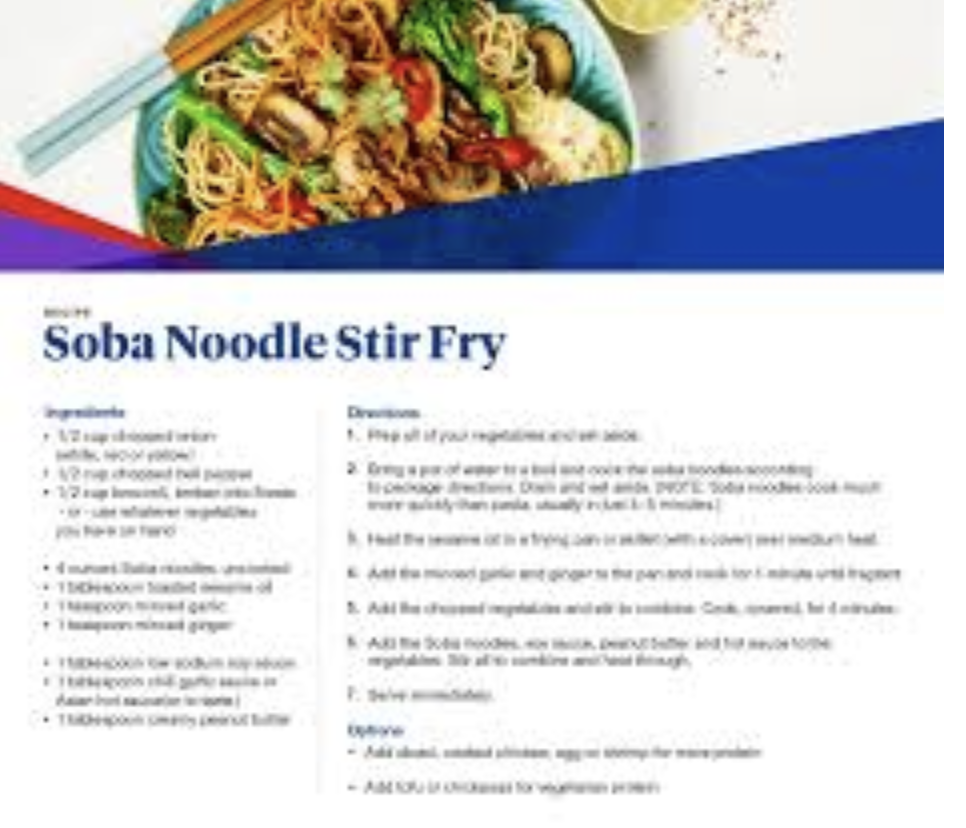 RECIPE
Soba Noodle Stir Fry
Ingredients
• 1/2 cup chopped onion
(white, red or yellow)
• 1/2 cup chopped bell pepper
• 1/2 cup broccoli, broken into florets
- or - use whatever vegetables
you have on hand
• 4 ounces Soba noodles, uncooked
• 1 tablespoon toasted sesame oil
• 1 teaspoon minced garlic
• 1 teaspoon minced ginger
• 1 tablespoon low sodium soy sauce
• 1 tablespoon chili garlic sauce or
Asian hot sauce (or to taste)
• 1 tablespoon creamy peanut butter
Directions
1. Prep all of your vegetables and set aside.
2. Bring a pot of water to a boil and cook the soba noodles according
to package directions. Drain and set aside. (NOTE: Soba noodles cook much
more quickly than pasta, usually in just minutes.)
3. Heat the sesame oil in a frying pan or skillet (with a cover) over medium heat.
4. Add the minced garlic and ginger to the pan and cook for 1 minute until fragrant
5. Add the chopped vegetables and stir to combine. Cook, covered, for 4 minutes.
6. Add the Soba noodles, soy sauce, peanut butter and hot sauce to the
vegetables. Stir all to combine and heat through.
7. Serve immediately.
Options
- Add sliced, cooked chicken, egg or shrimp for more protein
- Add tofu or chickpeas for vegetarian protein